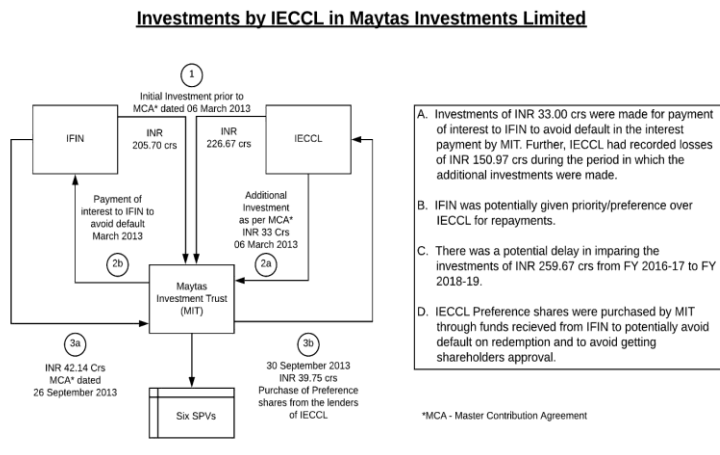 Investments by IECCL in Maytas Investments Limited
1
Initial Investment prior to
MCA* dated 06 March 2013
IFIN
INR
205.70 crs
INR
226.67 crs
IECCL
Payment of
interest to IFIN to
avoid default
March 2013
Additional
Investment
as per MCA*
INR 33 Crs
06 March 2013
2b
2a
Maytas
Investment Trust
(MIT)
3a
INR 42.14 Crs
MCA* dated
26 September 2013
3b
30 September 2013
INR 39.75 crs
Purchase of Preference
shares from the lenders
of IECCL
Six SPVs
A. Investments of INR 33.00 crs were made for payment
of interest to IFIN to avoid default in the interest
payment by MIT. Further, IECCL had recorded losses
of INR 150.97 crs during the period in which the
additional investments were made.
B. IFIN was potentially given priority/preference over
IECCL for repayments.
C. There was a potential delay in imparing the
investments of INR 259.67 crs from FY 2016-17 to FY
2018-19.
D. IECCL Preference shares were purchased by MIT
through funds recieved from IFIN to potentially avoid
default on redemption and to avoid getting
shareholders approval.
*MCA - Master Contribution Agreement